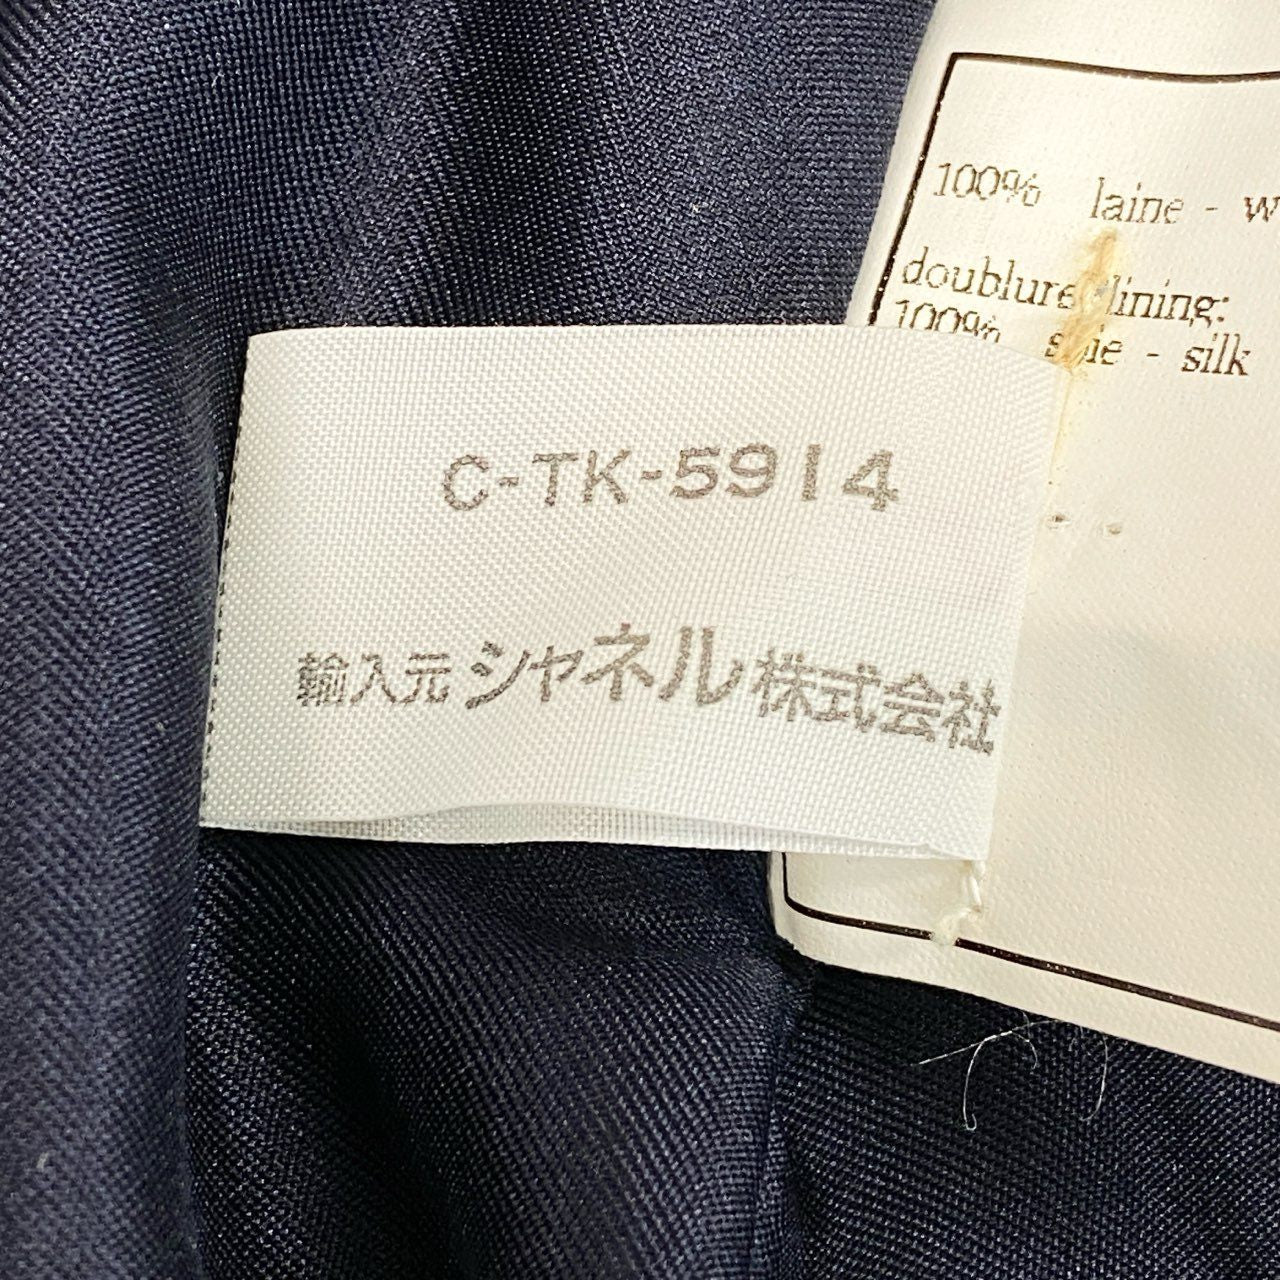 100% laine -
doublure lining:
100% soie - silk
C-TK-5914
輸入元 シャネル 株式会社